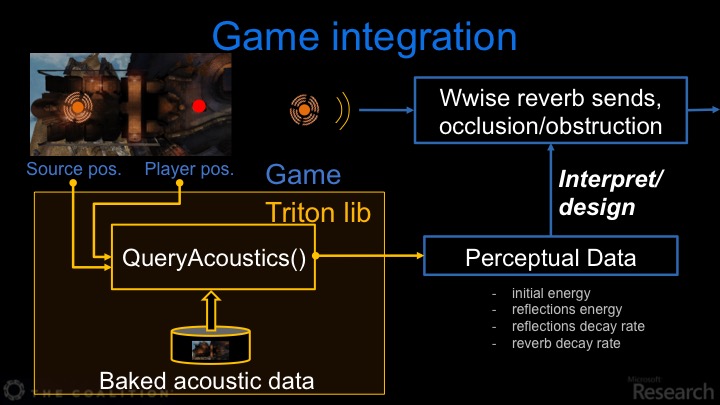 Game integration
Wwise reverb sends,
occlusion/obstruction
Source pos.
Player pos.
Game
Triton lib
Interpret/
design
QueryAcoustics()
Perceptual Data
- initial energy
- reflections energy
- reflections decay rate
- reverb decay rate
Baked acoustic data
THE COALITION
Microsoft
Research